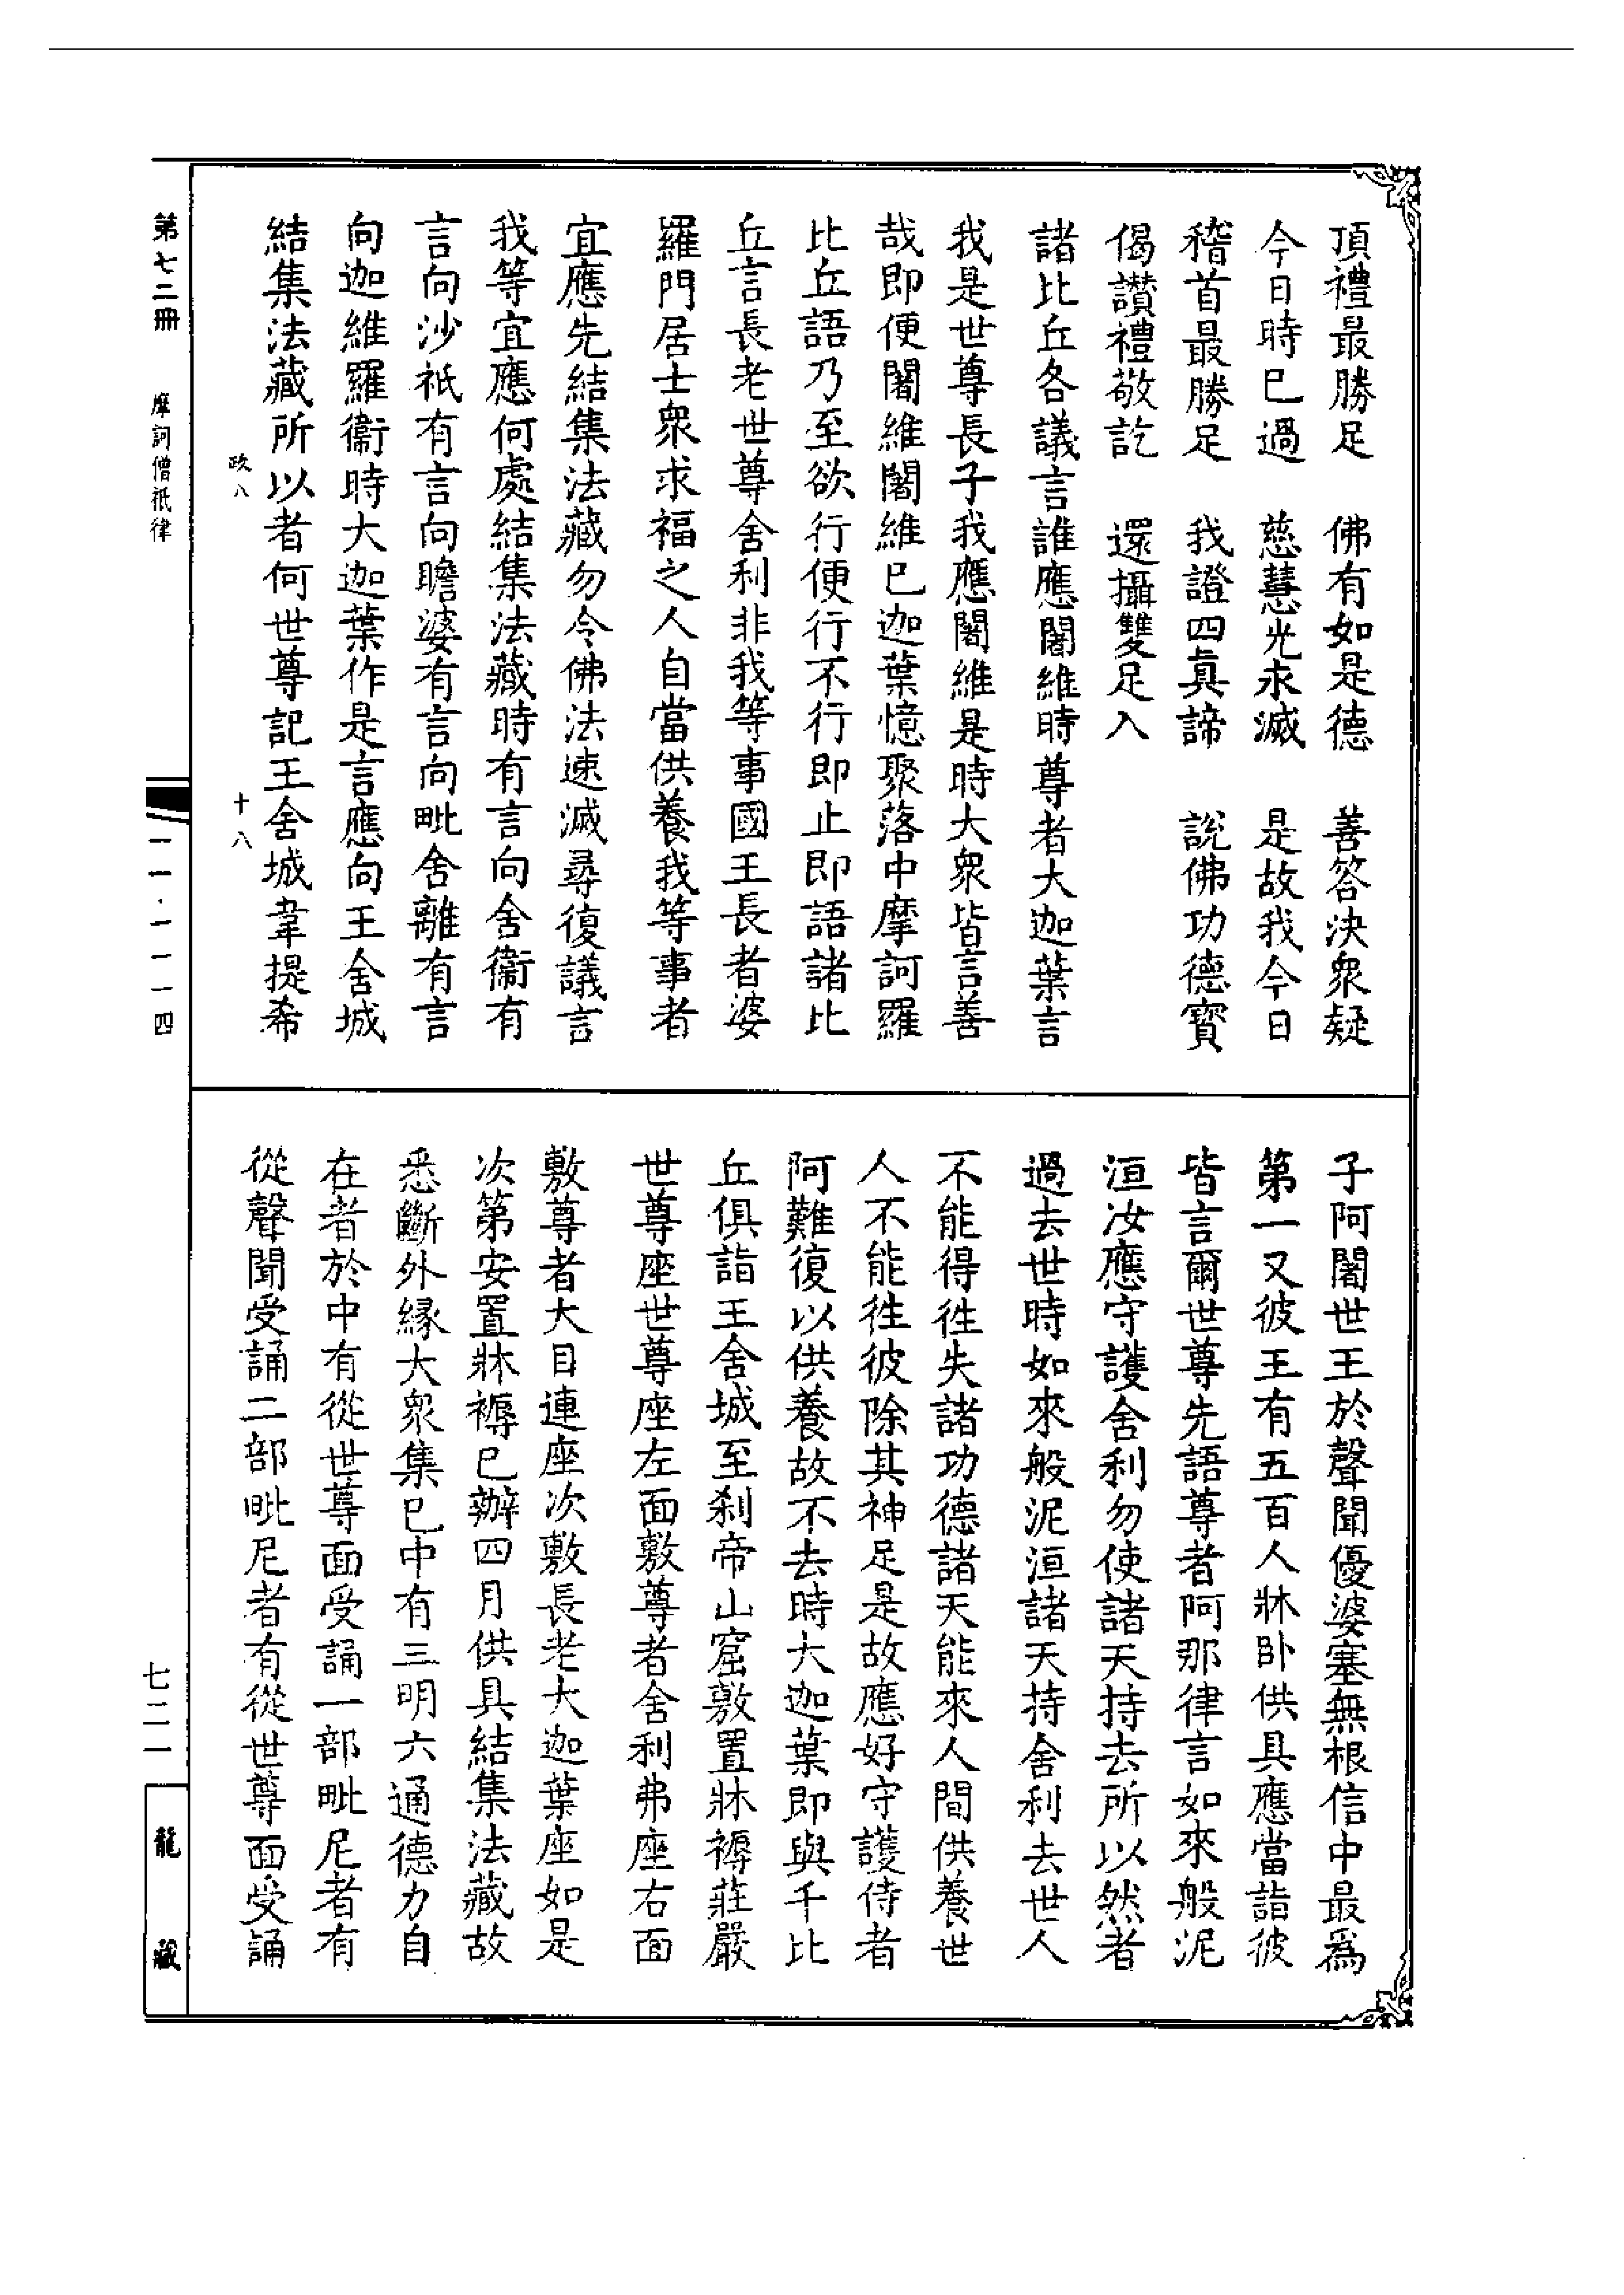 頂禮最勝足　佛有如是德　善答決衆疑
今日時已過　慈慧光永滅　是故我今日
稽首最勝足　我證四眞諦　説佛功德寳
偈讃禮敬訖　還攝雙足入
諸比丘各議言誰應闍維時尊者大迦葉言
我是世尊長子我應闍維是時大衆皆言善
哉即便闍維闍維已迦葉憶聚落中摩訶羅
比丘語乃至欲行便行不行即止即語諸比
丘言長老世尊舍利非我等事國王長者婆
羅門居士衆求福之人自當供養我等事者
宜應先結集法藏勿令佛法速滅尋復議言
我等宜應何處結集法藏時有言向舍衞有
言向沙祇有言向瞻婆有言向毗舍離有言
向迦維羅衞時大迦葉作是言應向王舍城
結集法藏所以者何世尊記王舍城韋提希
政八　十八
子阿闍世王於聲聞優婆塞無根信中最爲
第一又彼王有五百人牀卧供具應當詣彼
皆言爾世尊先語尊者阿那律言如來般泥
洹汝應守護舍利勿使諸天持去所以然者
過去世時如來般泥洹諸天持舍利去世人
不能得徃失諸功德諸天能來人間供養世
人不能徃彼除其神足是故應好守護侍者
阿難復以供養故不去時大迦葉即與千比
丘俱詣王舍城至刹帝山窟敷置牀褥莊嚴
世尊座世尊座左面敷尊者舍利弗座右面
敷尊者大目連座次敷長老大迦葉座如是
次第安置牀褥已辦四月供具結集法藏故
悉斷外縁大衆集已中有三明六通德力自
在者於中有從世尊面受誦一部毗尼者有
從聲聞受誦二部毗尼者有從世尊面受誦
第七二冊　摩訶僧祇律
一一·一一一四
七二一
龍藏